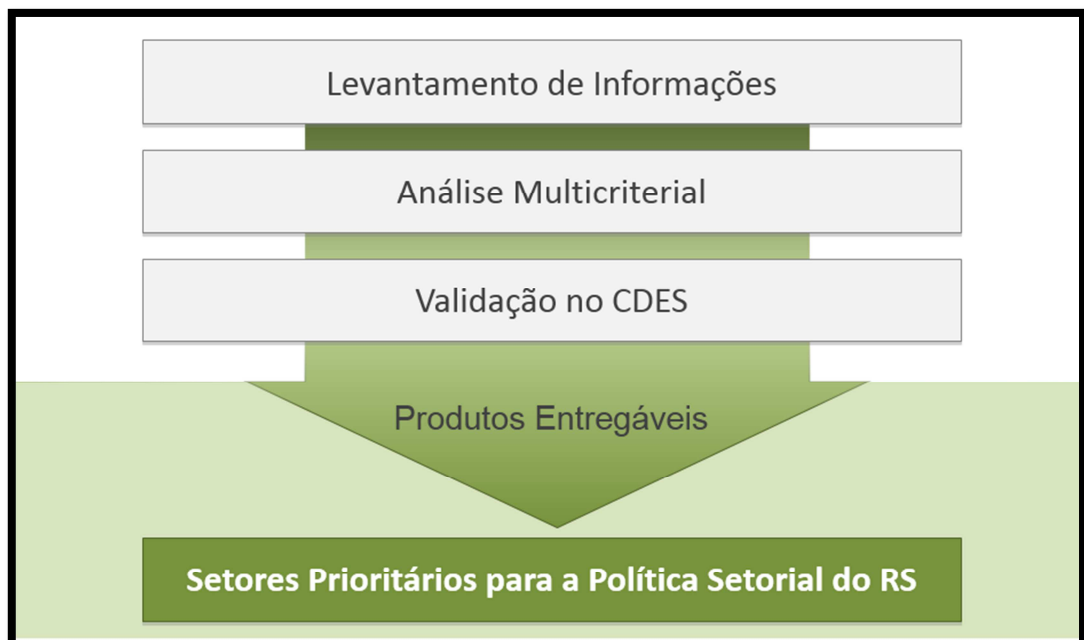 Levantamento de Informações
Análise Multicriterial
Validação no CDES
Produtos Entregáveis
Setores Prioritários para a Política Setorial do RS